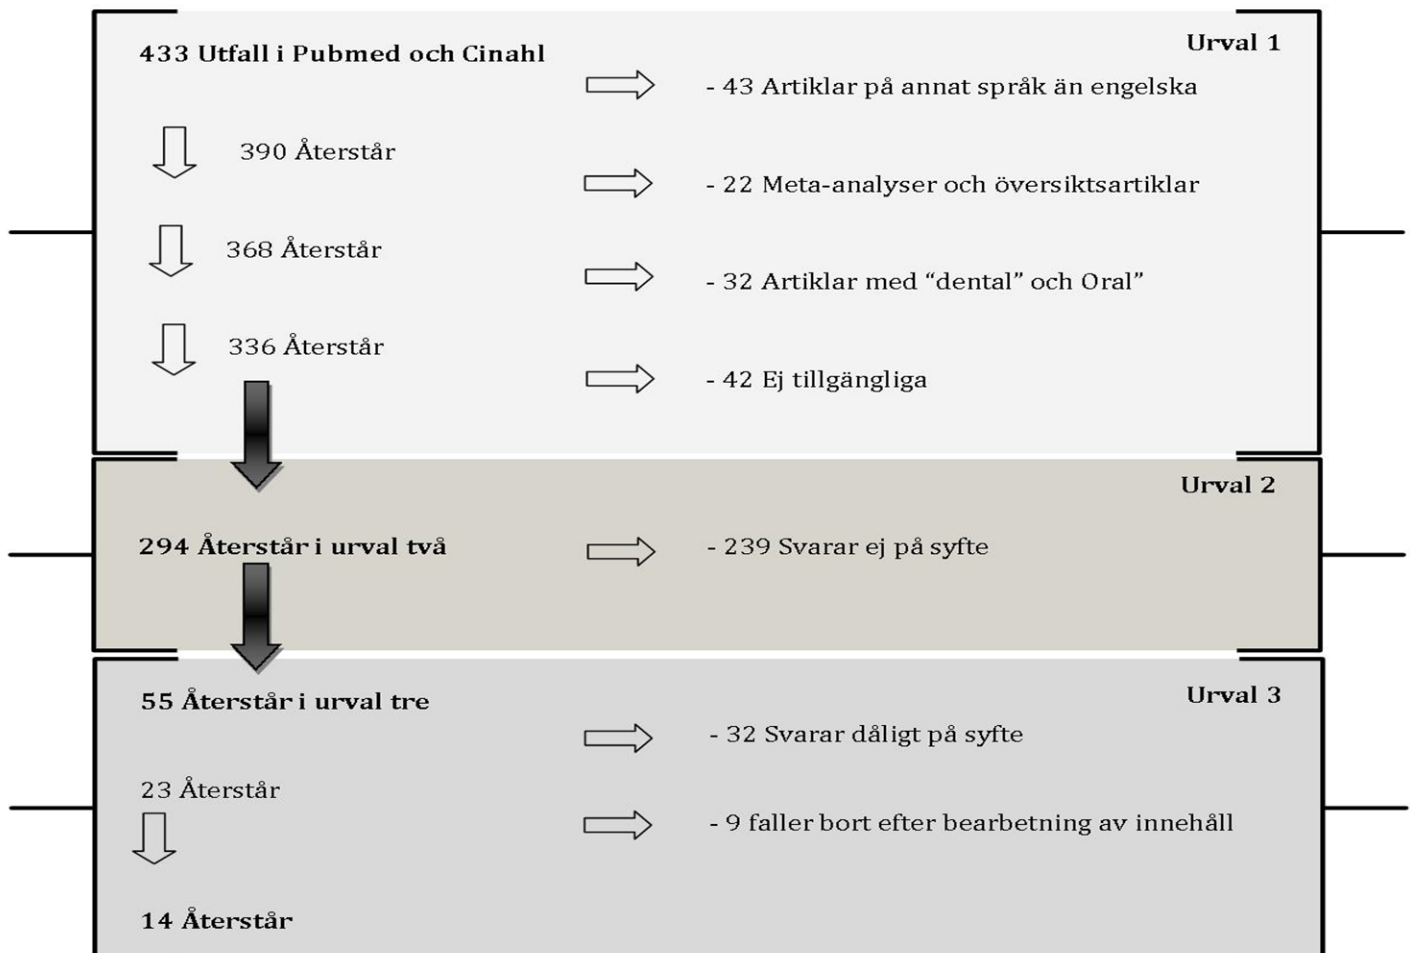 Urval 1
433 Utfall i Pubmed och Cinahl
- 43 Artiklar på annat språk än engelska
390 Återstår
- 22 Meta-analyser och översiktsartiklar
368 Återstår
- 32 Artiklar med “dental” och Oral”
336 Återstår
- 42 Ej tillgängliga
Urval 2
294 Återstår i urval två
- 239 Svarar ej på syfte
Urval 3
55 Återstår i urval tre
- 32 Svarar dåligt på syfte
23 Återstår
- 9 faller bort efter bearbetning av innehåll
14 Återstår